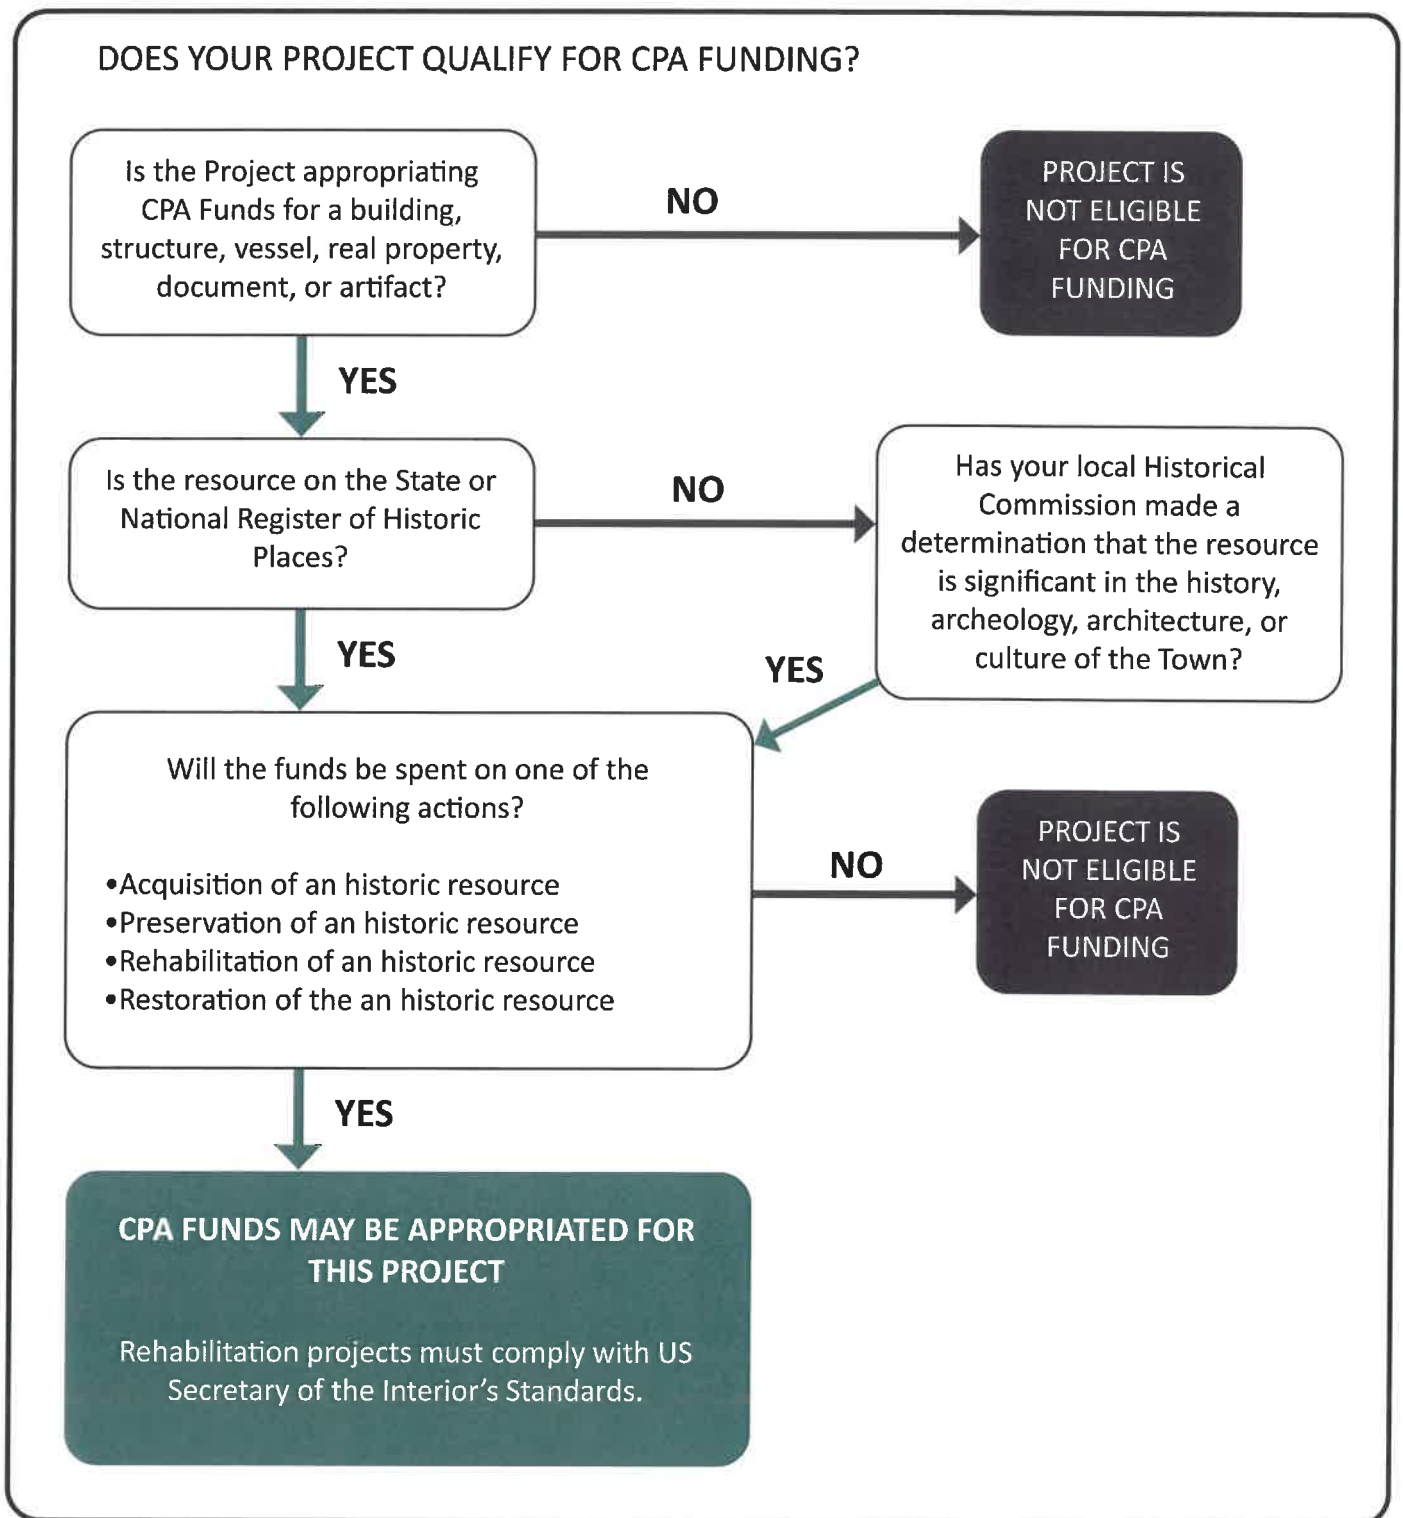 DOES YOUR PROJECT QUALIFY FOR CPA FUNDING?
Is the Project appropriating
CPA Funds for a building,
structure, vessel, real property,
document, or artifact?
NO
PROJECT IS
NOT ELIGIBLE
FOR CPA
FUNDING
YES
Is the resource on the State or
National Register of Historic
Places?
NO
Has your local Historical
Commission made a
determination that the resource
is significant in the history,
archeology, architecture, or
culture of the Town?
YES
YES
Will the funds be spent on one of the
following actions?
•Acquisition of an historic resource
•Preservation of an historic resource
•Rehabilitation of an historic resource
•Restoration of the an historic resource
NO
PROJECT IS
NOT ELIGIBLE
FOR CPA
FUNDING
YES
CPA FUNDS MAY BE APPROPRIATED FOR
THIS PROJECT
Rehabilitation projects must comply with US
Secretary of the Interior's Standards.